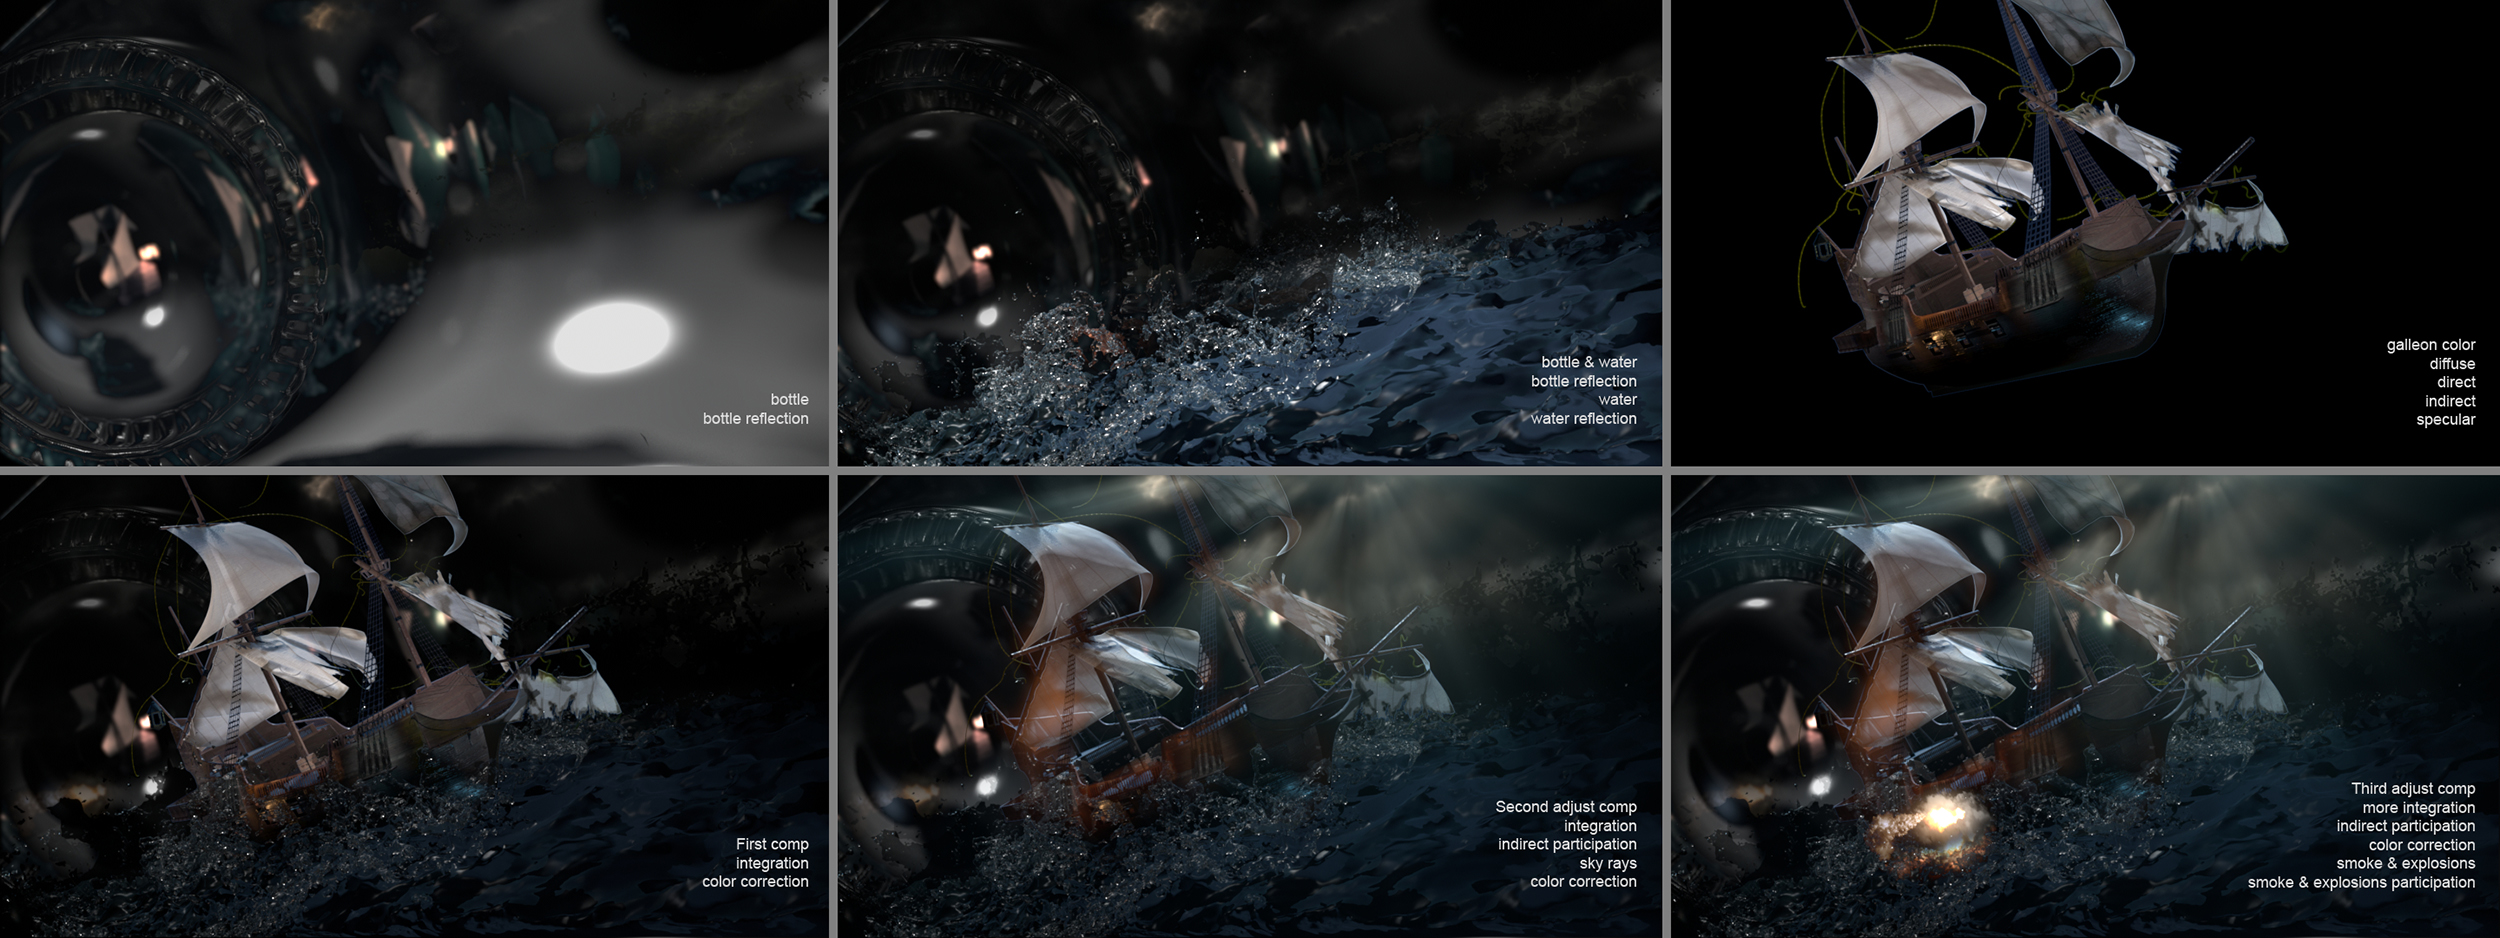 bottle
bottle reflection
bottle & water
bottle reflection
water
water reflection
galleon color
diffuse
direct
indirect
specular
First comp
integration
color correction
Second adjust comp
integration
indirect participation
sky rays
color correction
Third adjust comp
more integration
indirect participation
color correction
smoke & explosions
smoke & explosions participation